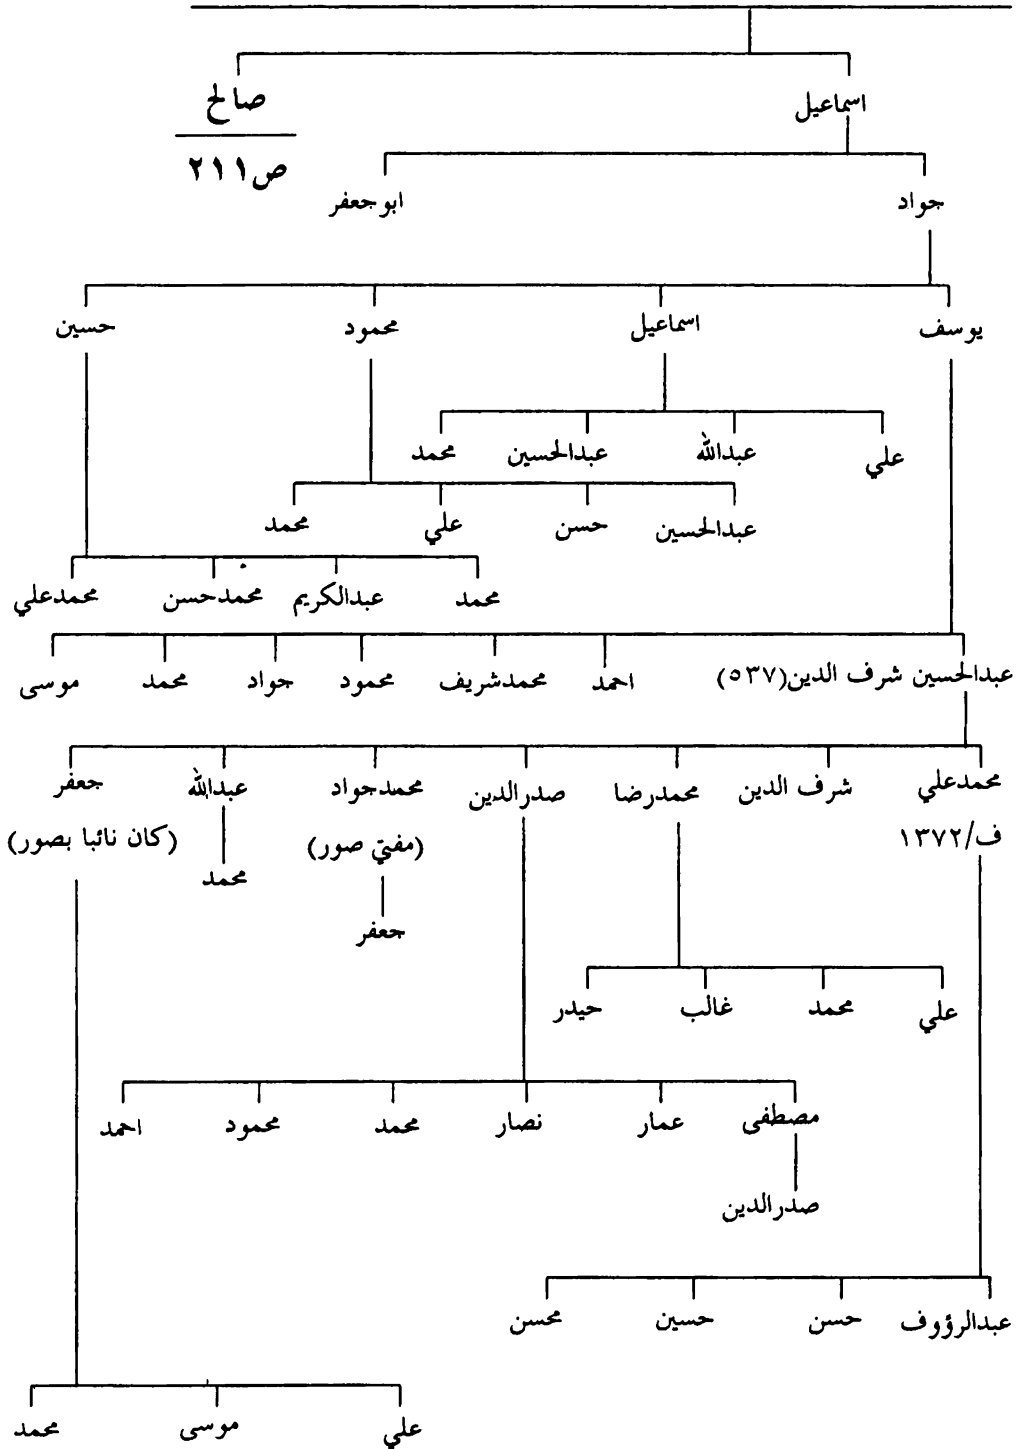 اسماعيل صالح
ص٢١١
جواد ابوجعفر
يوسف اسماعيل محمود حسين
علي عبدالله عبدالحسين محمد
عبدالحسين حسن علي محمد
محمد عبدالكريم محمدحسن محمدعلي
عبدالحسين شرف الدين(٥٣٧) احمد محمدشريف محمود جواد محمد موسى
محمدعلي شرف الدين محمدرضا صدرالدين محمدجواد عبدالله جعفر
ف/١٣٧٢ (مفتيّ صور) (كان نائبا بصور)
محمد
جعفر
علي محمد غالب حيدر
مصطفى عمار نصار محمد محمود احمد
صدرالدين
عبدالرؤوف حسن حسين محسن
علي موسى محمد